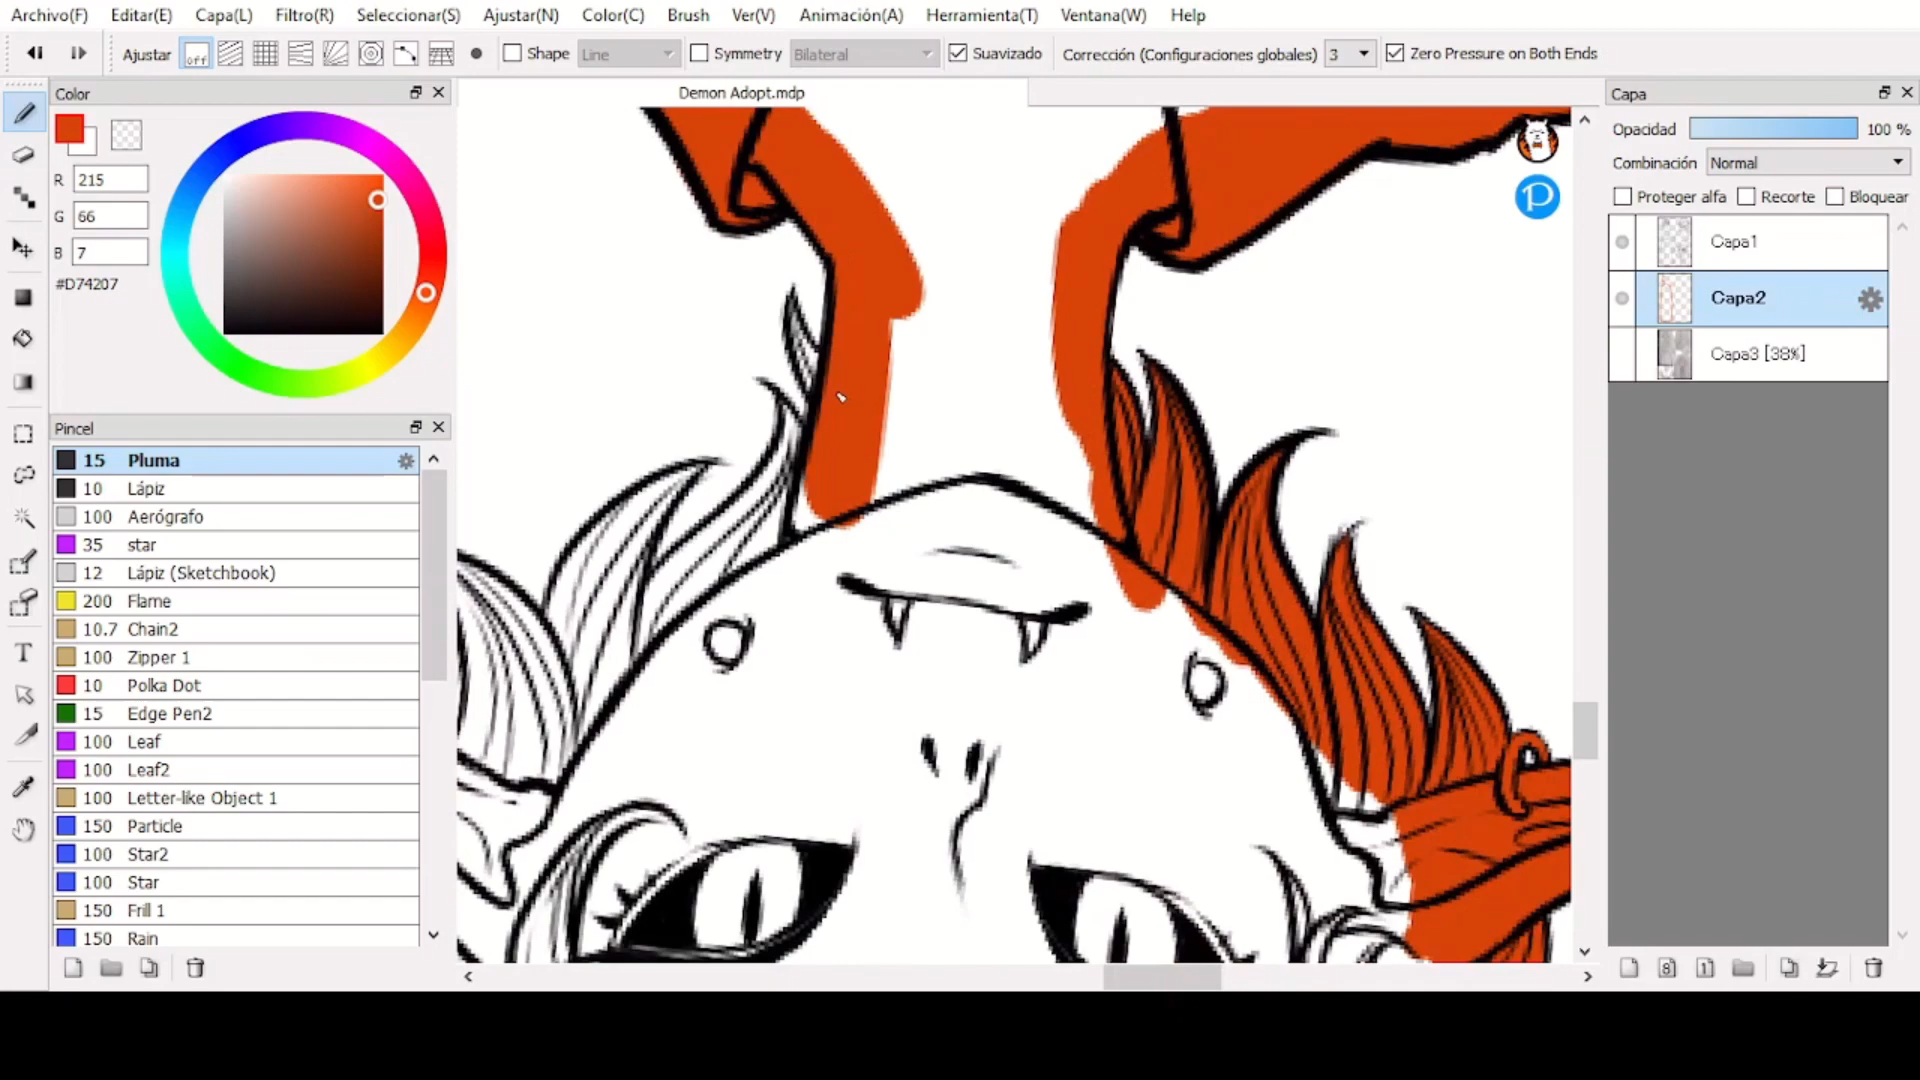 Archivo(F) Editar(E) Capa(L) Filtro(R) Seleccionar(S) Ajustar(N) Color(C) Brush Ver(V) Animación(A) Herramienta(T) Ventana(W) Help
Ajustar off Shape Line Symmetry Bilateral Suavizado Corrección (Configuraciones globales) 3 Zero Pressure on Both Ends
Color
Demon Adopt.mdp
Capa
Opacidad 100 %
Combinación Normal
Proteger alfa Recorte Bloquear
R 215
G 66
B 7
#D74207
P
Capa1
Capa2
Capa3 [38%]
Pincel
15 Pluma
10 Lápiz
100 Aerógrafo
35 star
12 Lápiz (Sketchbook)
200 Flame
10.7 Chain2
100 Zipper 1
10 Polka Dot
15 Edge Pen2
100 Leaf
100 Leaf2
100 Letter-like Object 1
150 Particle
100 Star2
100 Star
150 Frill 1
150 Rain
T
8
1